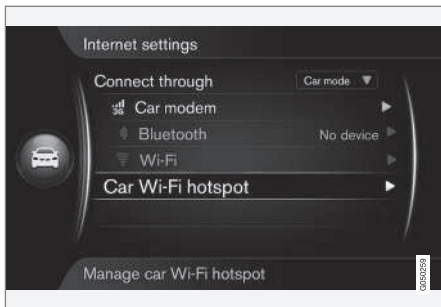 Internet settings
Connect through Car mode
3G Car modem
Bluetooth No device
Wi-Fi
Car Wi-Fi hotspot
Manage car Wi-Fi hotspot
G050259